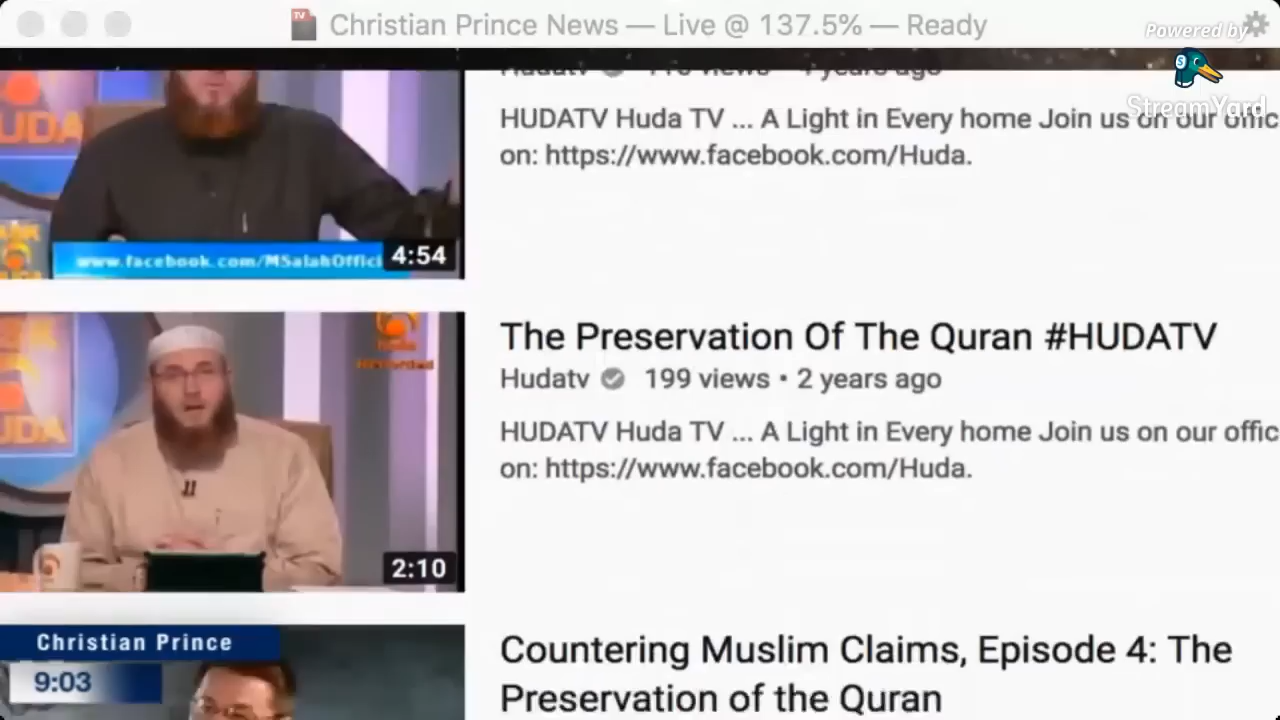 Christian Prince News — Live @ 137.5% — Ready
Powered by
StreamYard
HUDATV Huda TV ... A Light in Every home Join us on our offic
on: https://www.facebook.com/Huda.
UDA
www.facebook.com/MSalahOffici
4:54
The Preservation Of The Quran #HUDATV
Hudatv 199 views • 2 years ago
HUDATV Huda TV ... A Light in Every home Join us on our offic
on: https://www.facebook.com/Huda.
UDA
2:10
Christian Prince
9:03
Countering Muslim Claims, Episode 4: The
Preservation of the Quran